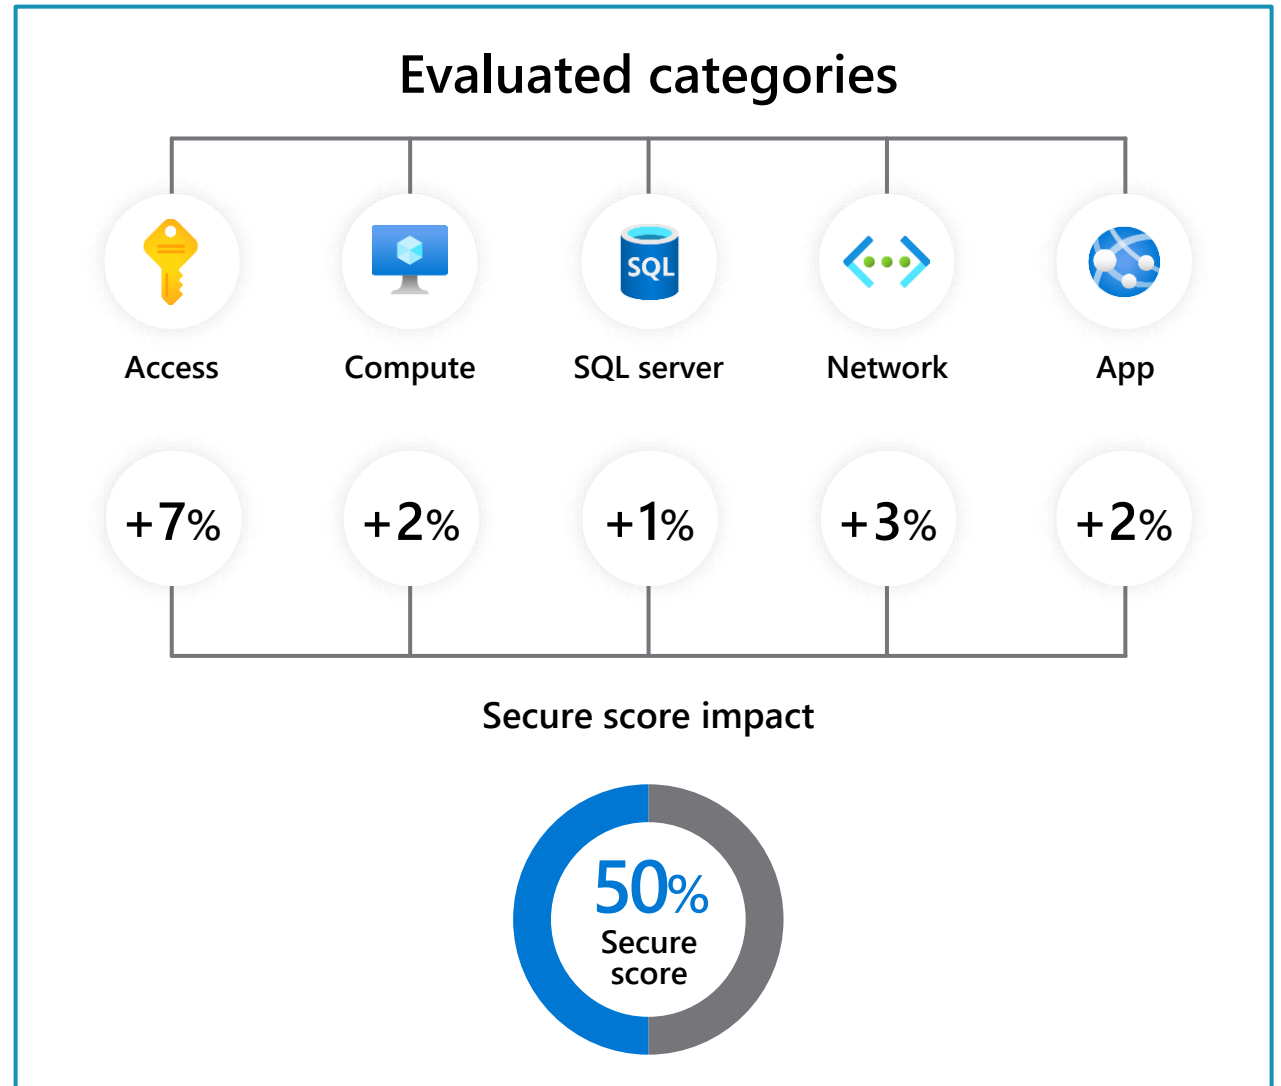 Evaluated categories
SQL
Access
Compute
SQL server
Network
App
+7%
+2%
+1%
+3%
+2%
Secure score impact
50%
Secure
score